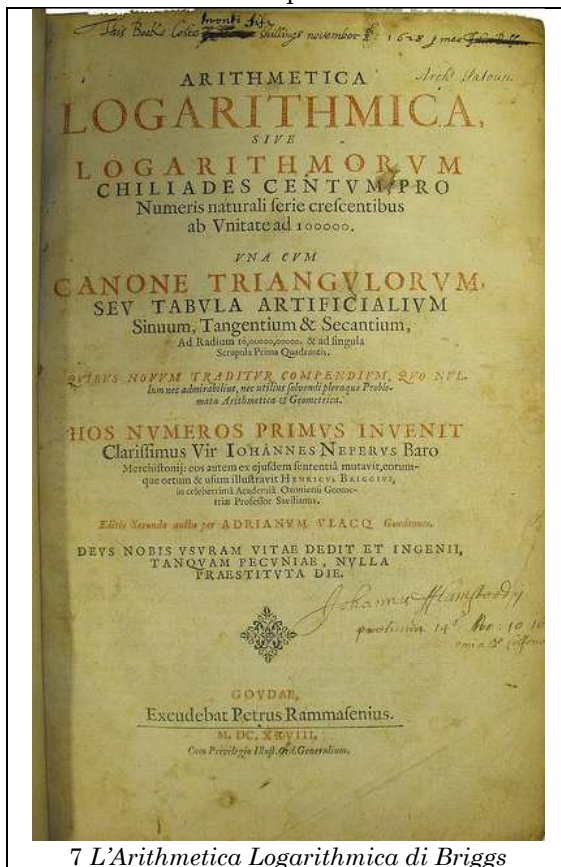 This Booke Coste shillings november 1628
ARITHMETICA
LOGARITHMICA,
SIVE
LOGARITHMORVM
CHILIADES CENTVM, PRO
Numeris naturali ſerie creſcentibus
ab Vnitate ad 100000.
VNA CVM
CANONE TRIANGVLORVM,
SEV TABVLA ARTIFICIALIVM
Sinuum, Tangentium & Secantium,
Ad Radium 10,00000,00000. & ad ſingula
Scrupula Prima Quadrantis.
QVIBVS NOVVM TRADITVR COMPENDIVM, QVO NVL-
lum nec admirabilius, nec utilius ſolvendi pleraque Proble-
mata Arithmetica & Geometrica.
HOS NVMEROS PRIMVS INVENIT
Clariſſimus Vir IOHANNES NEPERVS Baro
Merchiſtonij: eos autem ex ejuſdem ſententiâ mutavit, eorum-
que ortum & uſum illuſtravit HENRICVS BRIGGIVS,
in celeberrimâ Academiâ Oxonienſi Geome-
triæ Profeſſor Savilianus.
Editio Secunda aucta per ADRIANVM VLACQ Goudanum.
DEVS NOBIS VSVRAM VITAE DEDIT ET INGENII,
TANQVAM PECVNIAE, NVLLA
PRAESTITVTA DIE.
GOVDAE,
Excudebat Petrus Rammaſenius.
M. DC. XXVIII.
Cum Privilegio Illuſt. Ord. Generalium.
7 L'Arithmetica Logarithmica di Briggs